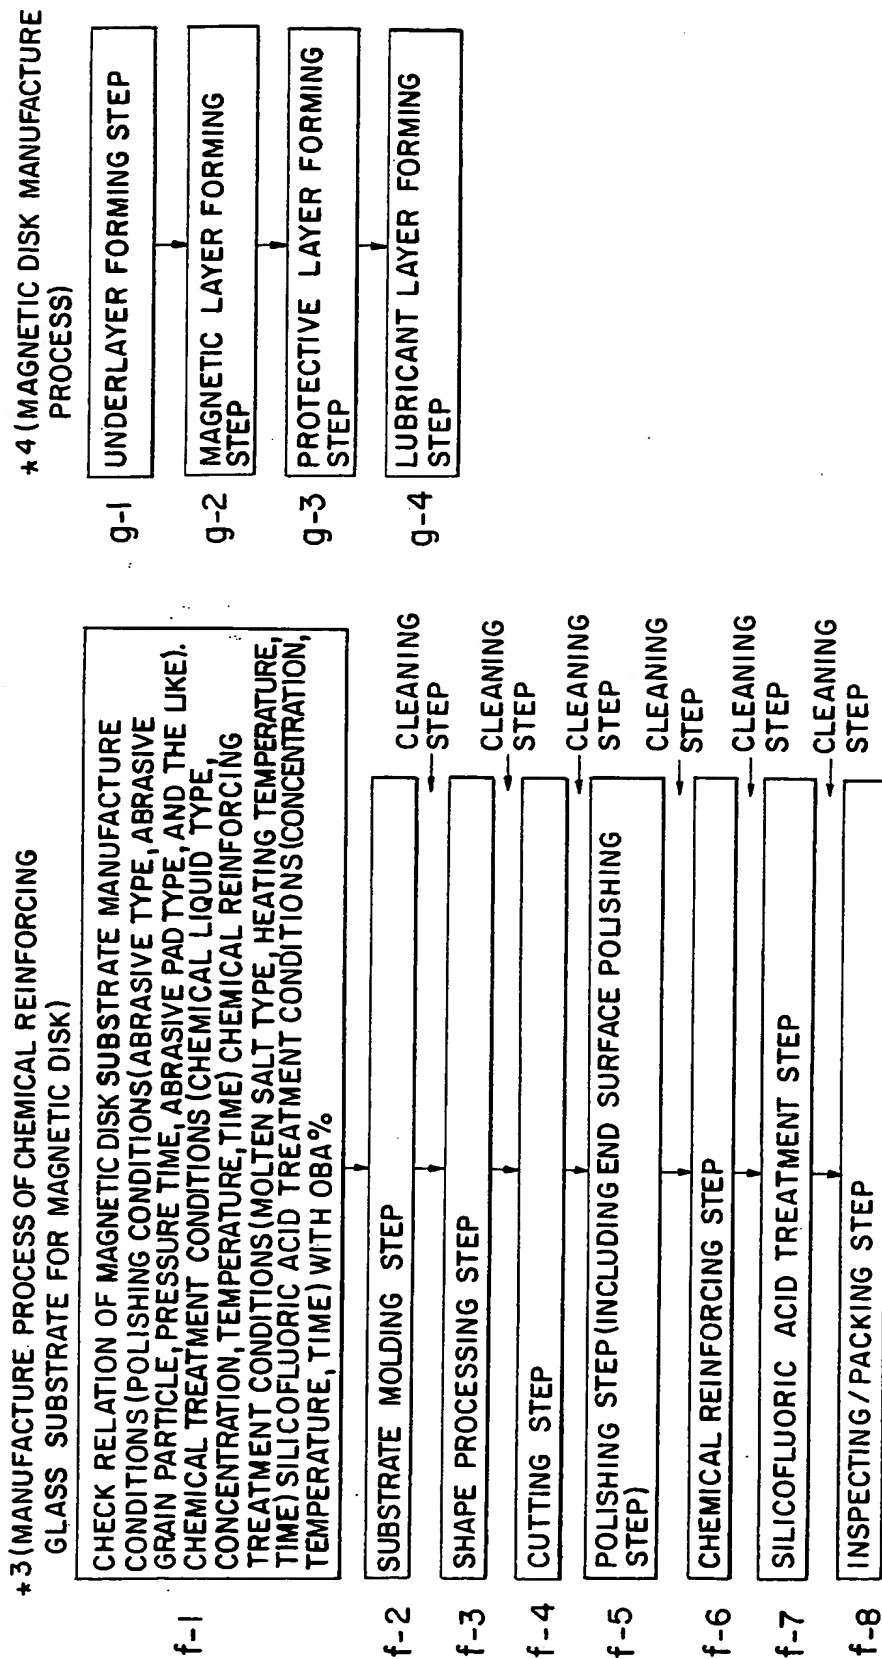 *3(MANUFACTURE PROCESS OF CHEMICAL REINFORCING
GLASS SUBSTRATE FOR MAGNETIC DISK)
f-1
CHECK RELATION OF MAGNETIC DISK SUBSTRATE MANUFACTURE
CONDITIONS(POLISHING CONDITIONS(ABRASIVE TYPE, ABRASIVE
GRAIN PARTICLE, PRESSURE TIME, ABRASIVE PAD TYPE, AND THE LIKE).
CHEMICAL TREATMENT CONDITIONS (CHEMICAL LIQUID TYPE,
CONCENTRATION, TEMPERATURE, TIME) CHEMICAL REINFORCING
TREATMENT CONDITIONS(MOLTEN SALT TYPE, HEATING TEMPERATURE,
TIME) SILICOFLUORIC ACID TREATMENT CONDITIONS(CONCENTRATION,
TEMPERATURE, TIME) WITH OBA%
f-2
SUBSTRATE MOLDING STEP
CLEANING
STEP
f-3
SHAPE PROCESSING STEP
CLEANING
STEP
f-4
CUTTING STEP
CLEANING
STEP
f-5
POLISHING STEP(INCLUDING END SURFACE POLISHING
STEP)
CLEANING
STEP
f-6
CHEMICAL REINFORCING STEP
CLEANING
STEP
f-7
SILICOFLUORIC ACID TREATMENT STEP
CLEANING
STEP
f-8
INSPECTING/PACKING STEP
*4(MAGNETIC DISK MANUFACTURE
PROCESS)
g-1
UNDERLAYER FORMING STEP
g-2
MAGNETIC LAYER FORMING
STEP
g-3
PROTECTIVE LAYER FORMING
STEP
g-4
LUBRICANT LAYER FORMING
STEP